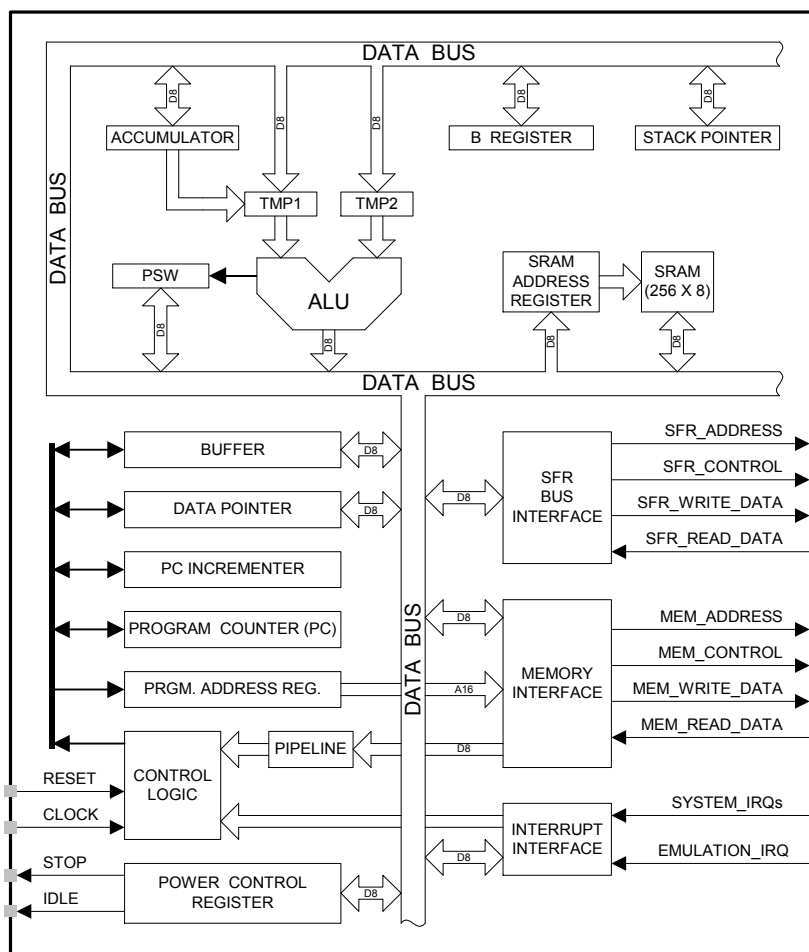 DATA BUS
D8
D8
D8
D8
D8
ACCUMULATOR
B REGISTER
STACK POINTER
DATA BUS
TMP1
TMP2
PSW
ALU
SRAM
ADDRESS
REGISTER
SRAM
(256 X 8)
D8
D8
D8
D8
DATA BUS
BUFFER
D8
SFR_ADDRESS
SFR_CONTROL
SFR
BUS
INTERFACE
D8
DATA POINTER
D8
SFR_WRITE_DATA
SFR_READ_DATA
PC INCREMENTER
PROGRAM COUNTER (PC)
D8
MEM_ADDRESS
DATA BUS
MEMORY
INTERFACE
MEM_CONTROL
PRGM. ADDRESS REG.
A16
MEM_WRITE_DATA
MEM_READ_DATA
PIPELINE
D8
CONTROL
LOGIC
RESET
CLOCK
SYSTEM_IRQs
INTERRUPT
INTERFACE
D8
EMULATION_IRQ
STOP
IDLE
POWER CONTROL
REGISTER
D8